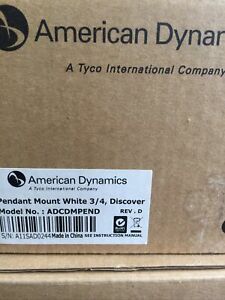 American Dynam
A Tyco International Company
American Dynamics
A Tyco International Company
Pendant Mount White 3/4, Discover
Model No. : ADCDMPEND
REV. D
S/N: A11SAD0244 Made in China SEE INSTRUCTION MANUAL